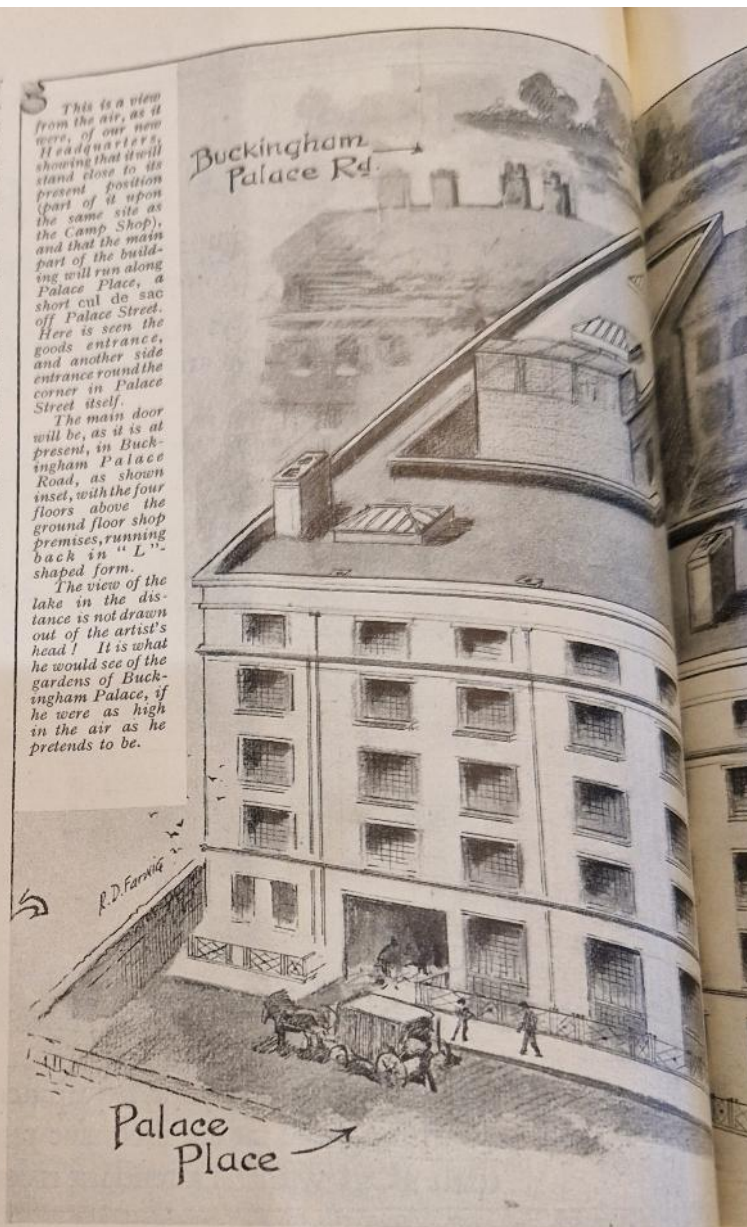 This is a view
from the air, as it
were, of our new
Headquarters,
showing that it will
stand close to its
present position
(part of it upon
the same site as
the Camp Shop),
and that the main
part of the build-
ing will run along
Palace Place, a
short cul de sac
off Palace Street.
Here is seen the
goods entrance,
and another side
entrance round the
corner in Palace
Street itself.
The main door
will be, as it is at
present, in Buck-
ingham Palace
Road, as shown
inset, with the four
floors above the
ground floor shop
premises, running
back in "L"-
shaped form.
The view of the
lake in the dis-
tance is not drawn
out of the artist's
head! It is what
he would see of the
gardens of Buck-
ingham Palace, if
he were as high
in the air as he
pretends to be.
Buckingham
Palace Rd.
R.D. 
Palace
Place